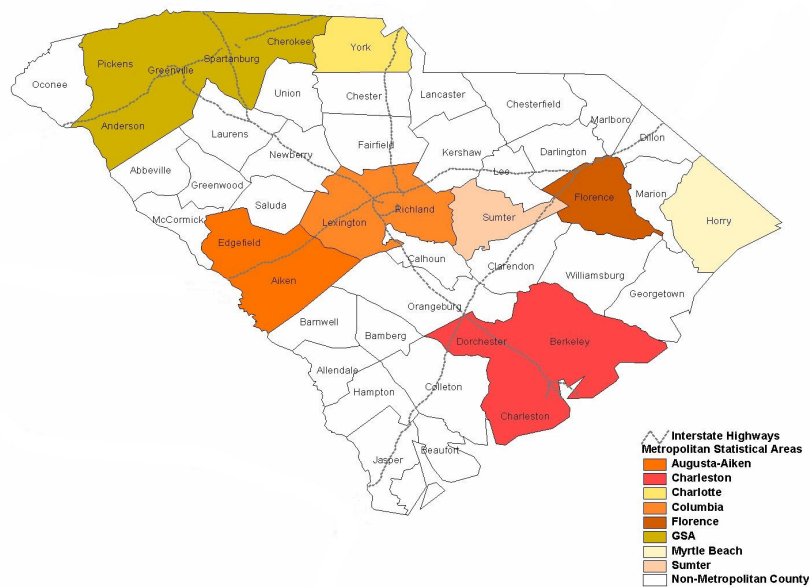 Cherokee
York
Pickens
Spartanburg
Greenville
Oconee
Union
Chester
Lancaster
Chesterfield
Marlboro
Anderson
Laurens
Dillon
Fairfield
Newberry
Kershaw
Darlington
Abbeville
Lee
Greenwood
Florence
Marion
Saluda
Richland
McCormick
Lexington
Sumter
Horry
Edgefield
Calhoun
Clarendon
Williamsburg
Aiken
Georgetown
Orangeburg
Barnwell
Bamberg
Dorchester
Berkeley
Allendale
Colleton
Hampton
Charleston
Beaufort
Jasper
Interstate Highways
Metropolitan Statistical Areas
Augusta-Aiken
Charleston
Charlotte
Columbia
Florence
GSA
Myrtle Beach
Sumter
Non-Metropolitan County